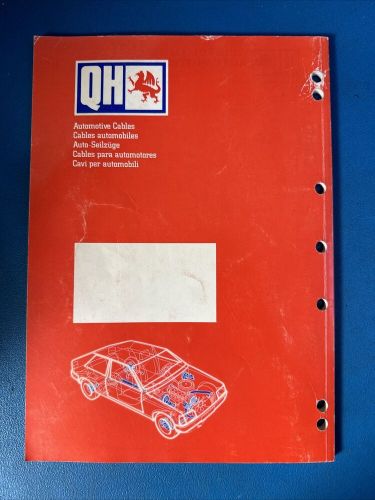 QH
Automotive Cables
Cables automobiles
Auto-Seilzüge
Cables para automotores
Cavi per automobili